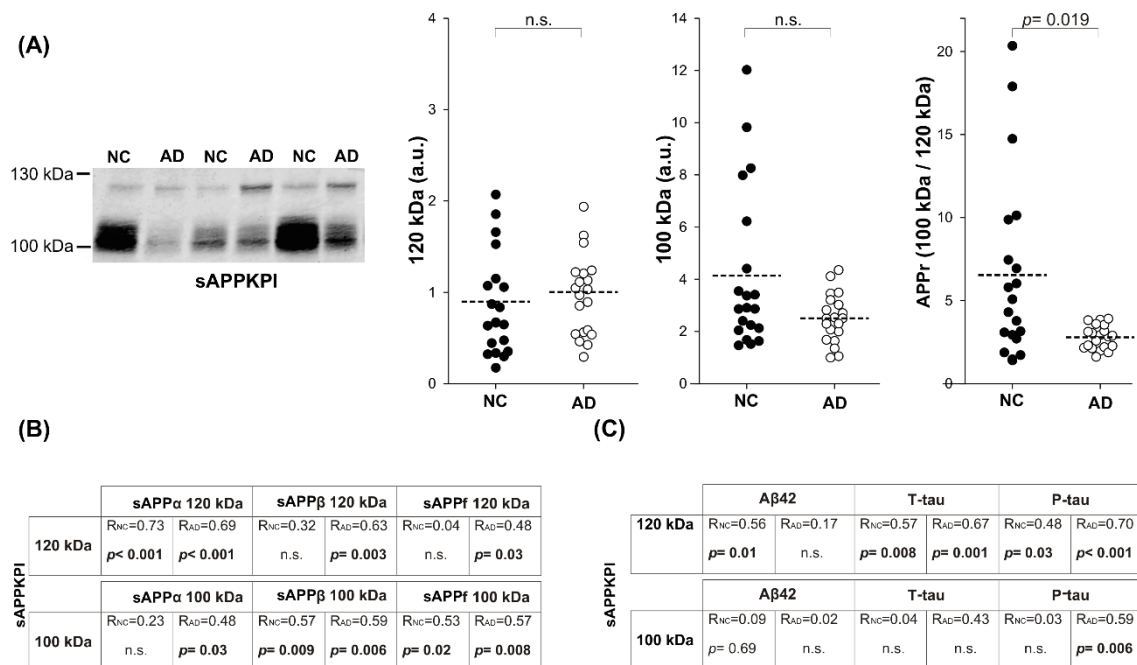 (A)
NC AD NC AD NC AD
130 kDa
100 kDa
sAPPKPI
n.s.
120 kDa (a.u.)
4
3
2
1
0
NC AD
n.s.
100 kDa (a.u.)
14
12
10
8
6
4
2
0
NC AD
p= 0.019
APPr (100 kDa / 120 kDa)
20
15
10
5
0
NC AD
(B)
sAPPα 120 kDa sAPPβ 120 kDa sAPPf 120 kDa
120 kDa RNC=0.73 RAD=0.69 RNC=0.32 RAD=0.63 RNC=0.04 RAD=0.48
p< 0.001 p< 0.001 n.s. p= 0.003 n.s. p= 0.03
sAPPKPI
sAPPα 100 kDa sAPPβ 100 kDa sAPPf 100 kDa
100 kDa RNC=0.23 RAD=0.48 RNC=0.57 RAD=0.59 RNC=0.53 RAD=0.57
n.s. p= 0.03 p= 0.009 p= 0.006 p= 0.02 p= 0.008
(C)
Aβ42 T-tau P-tau
120 kDa RNC=0.56 RAD=0.17 RNC=0.57 RAD=0.67 RNC=0.48 RAD=0.70
p= 0.01 n.s. p= 0.008 p= 0.001 p= 0.03 p< 0.001
sAPPKPI
Aβ42 T-tau P-tau
100 kDa RNC=0.09 RAD=0.02 RNC=0.04 RAD=0.43 RNC=0.03 RAD=0.59
p= 0.69 n.s. n.s. n.s. n.s. p= 0.006